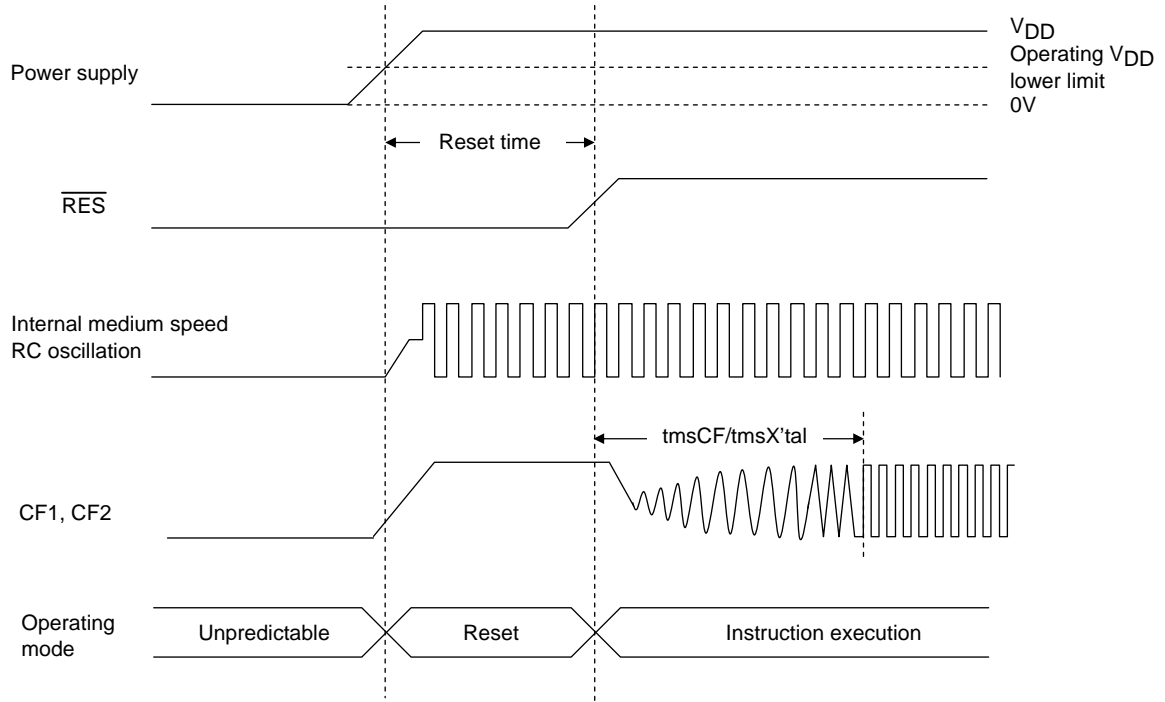 VDD
Operating VDD
lower limit
0V
Power supply
Reset time
RES
Internal medium speed
RC oscillation
tmsCF/tmsX'tal
CF1, CF2
Operating
mode
Unpredictable
Reset
Instruction execution